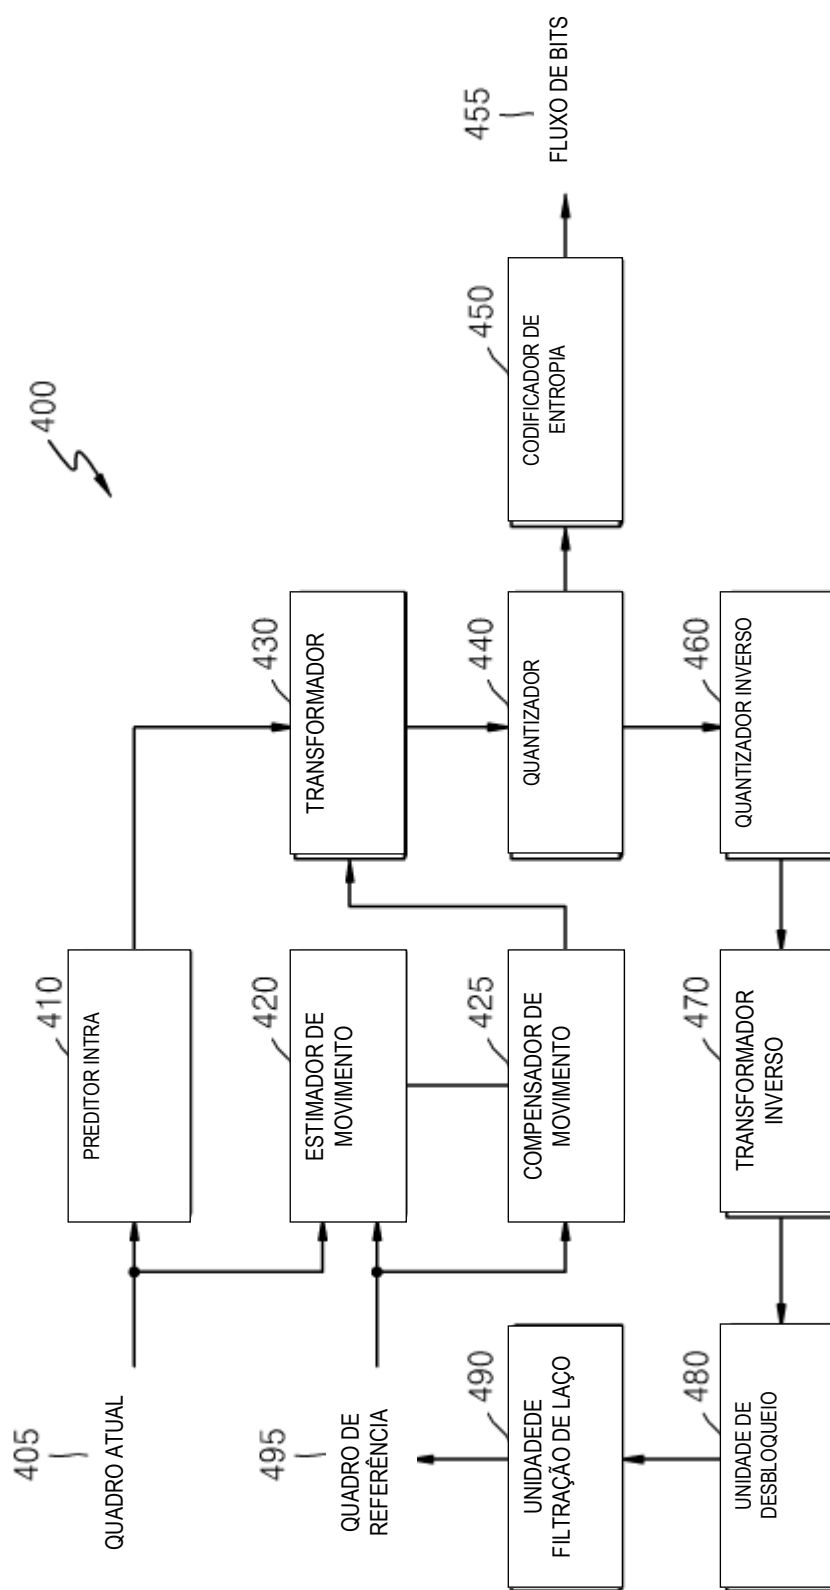 400
405
QUADRO ATUAL
410
PREDITOR INTRA
495
QUADRO DE
REFERÊNCIA
420
ESTIMADOR DE
MOVIMENTO
430
TRANSFORMADOR
490
UNIDADEDE
FILTRAÇÃO DE LAÇO
425
COMPENSADOR DE
MOVIMENTO
440
QUANTIZADOR
450
CODIFICADOR DE
ENTROPIA
455
FLUXO DE BITS
480
UNIDADE DE
DESBLOQUEIO
470
TRANSFORMADOR
INVERSO
460
QUANTIZADOR INVERSO